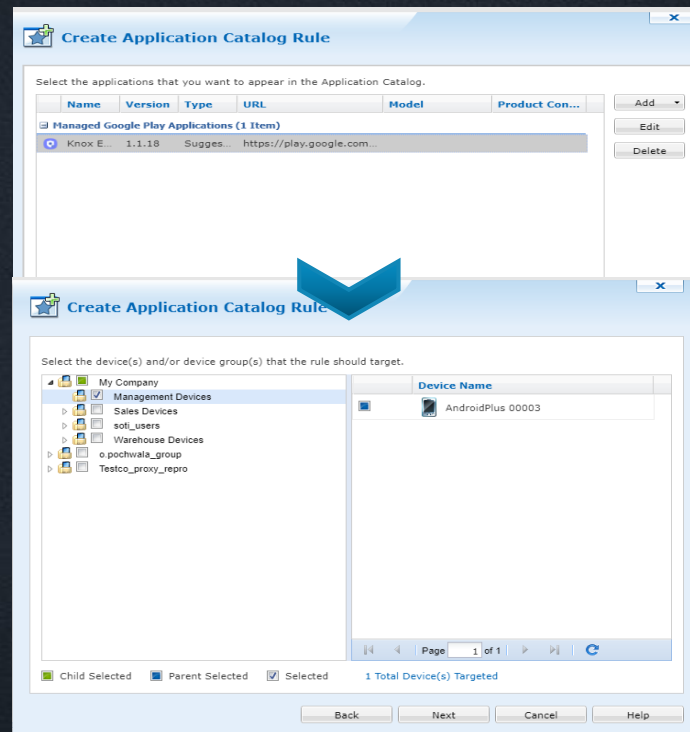 Create Application Catalog Rule
Select the applications that you want to appear in the Application Catalog.
Name Version Type URL Model Product Con...
Add
Managed Google Play Applications (1 Item)
Edit
Knox E... 1.1.18 Sugges... https://play.google.com...
Delete
Create Application Catalog Rule
Select the device(s) and/or device group(s) that the rule should target.
My Company
Management Devices
Sales Devices
soti_users
Warehouse Devices
o.pochwala_group
Testco_proxy_repro
Device Name
AndroidPlus 00003
Page 1 of 1
Child Selected Parent Selected Selected 1 Total Device(s) Targeted
Back Next Cancel Help